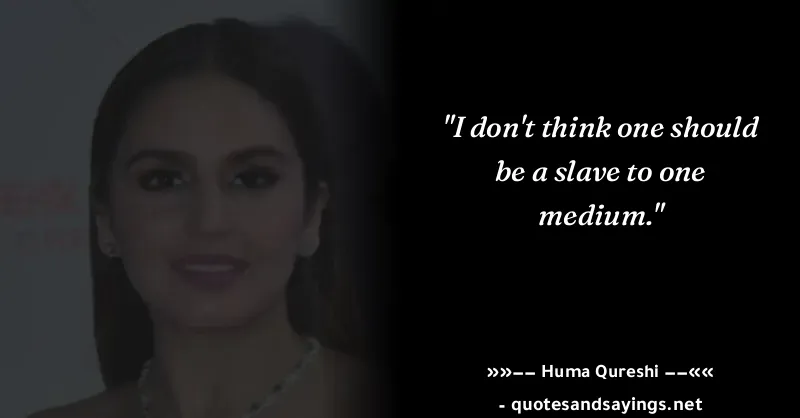 "I don't think one should
be a slave to one
medium."
»»−− Huma Qureshi −−««
- quotesandsayings.net